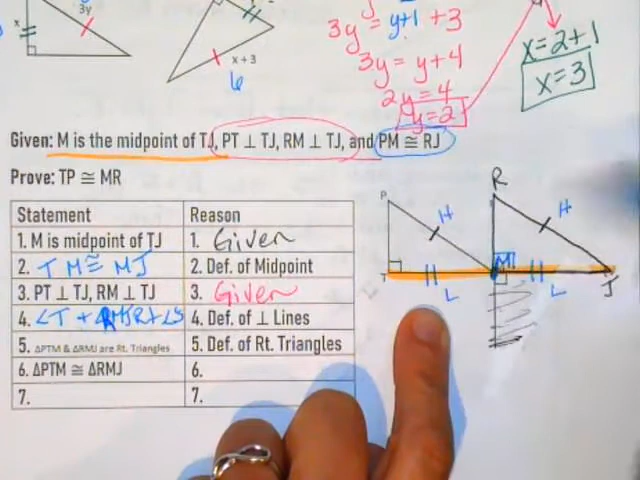 3y
x
x + 3
6
3y = y+1 +3
3y = y+4
2y = 4
y=2
x=2+1
x=3
Given: M is the midpoint of TJ, PT ⊥ TJ, RM ⊥ TJ, and PM ≅ RJ
Prove: TP ≅ MR
Statement Reason
1. M is midpoint of TJ 1. Given
2. TM ≅ MJ 2. Def. of Midpoint
3. PT ⊥ TJ, RM ⊥ TJ 3. Given
4. ∠T + 4. Def. of ⊥ Lines
5. ΔPTM & ΔRMJ are Rt. Triangles 5. Def. of Rt. Triangles
6. ΔPTM ≅ ΔRMJ 6.
7. 7.
R
P H H
T M J
L L